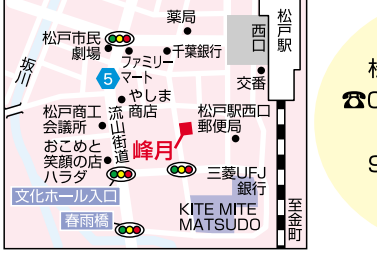 薬局
松戸駅
西口
松戸市民
劇場
ファミリー
マート
千葉銀行
坂川
5
交番
やしま
商店
松戸商工
会議所
流山街道
松戸駅西口
郵便局
おこめと
笑顔の店
ハラダ
峰月
三菱UFJ
銀行
文化ホール入口
KITE MITE
MATSUDO
至金町
春雨橋
☎0
9